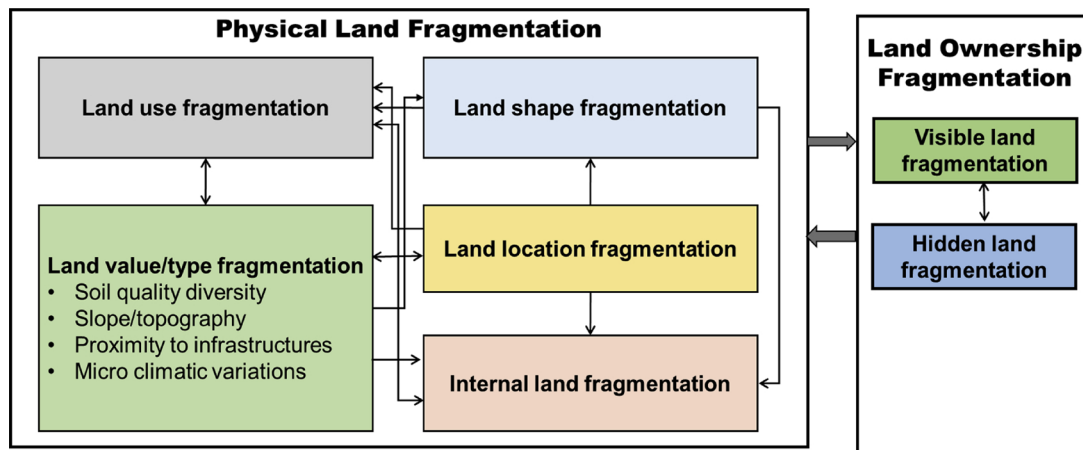 Physical Land Fragmentation
Land use fragmentation
Land shape fragmentation
Land value/type fragmentation
• Soil quality diversity
• Slope/topography
• Proximity to infrastructures
• Micro climatic variations
Land location fragmentation
Internal land fragmentation
Land Ownership
Fragmentation
Visible land
fragmentation
Hidden land
fragmentation